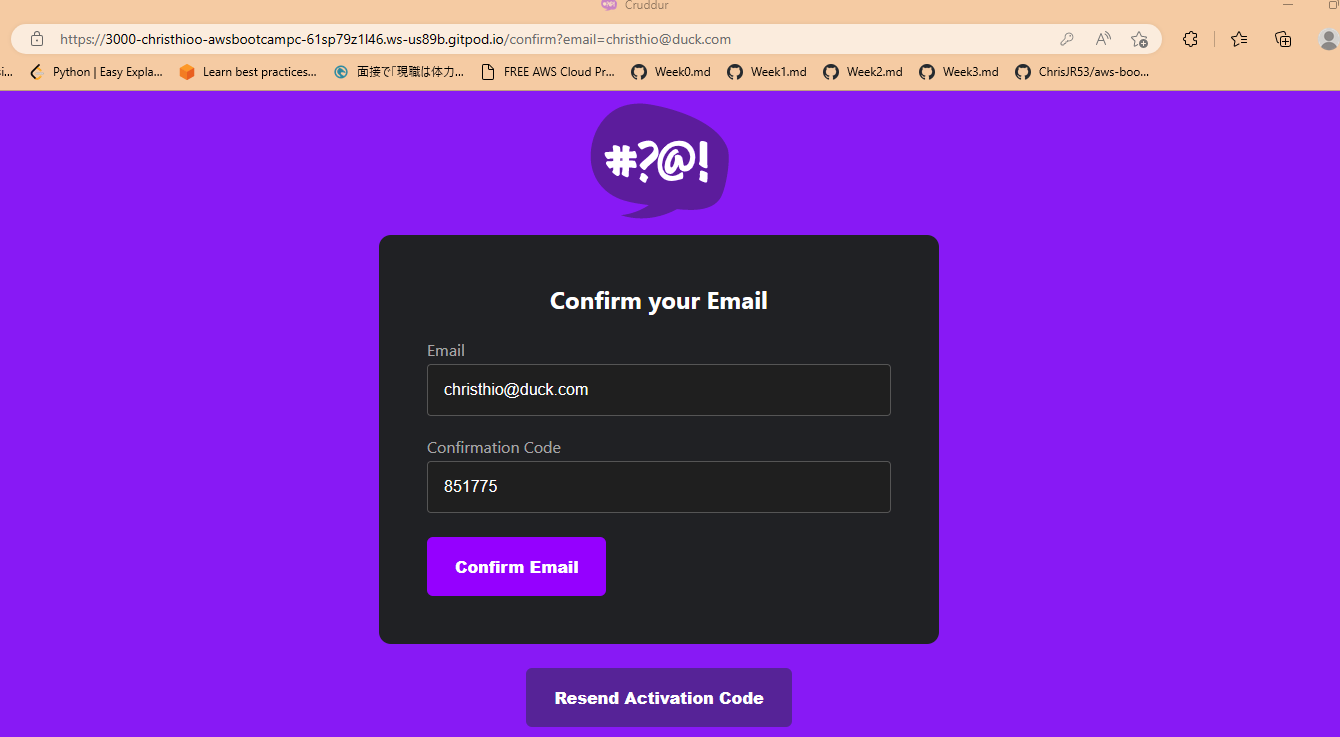 Cruddur
https://3000-christhioo-awsbootcampc-61sp79z1l46.ws-us89b.gitpod.io/confirm?email=christhio@duck.com
si... Python | Easy Expla... Learn best practices... 面接で「現職は体力... FREE AWS Cloud Pr... Week0.md Week1.md Week2.md Week3.md ChrisJR53/aws-boo...
#?@!
Confirm your Email
Email
christhio@duck.com
Confirmation Code
851775
Confirm Email
Resend Activation Code